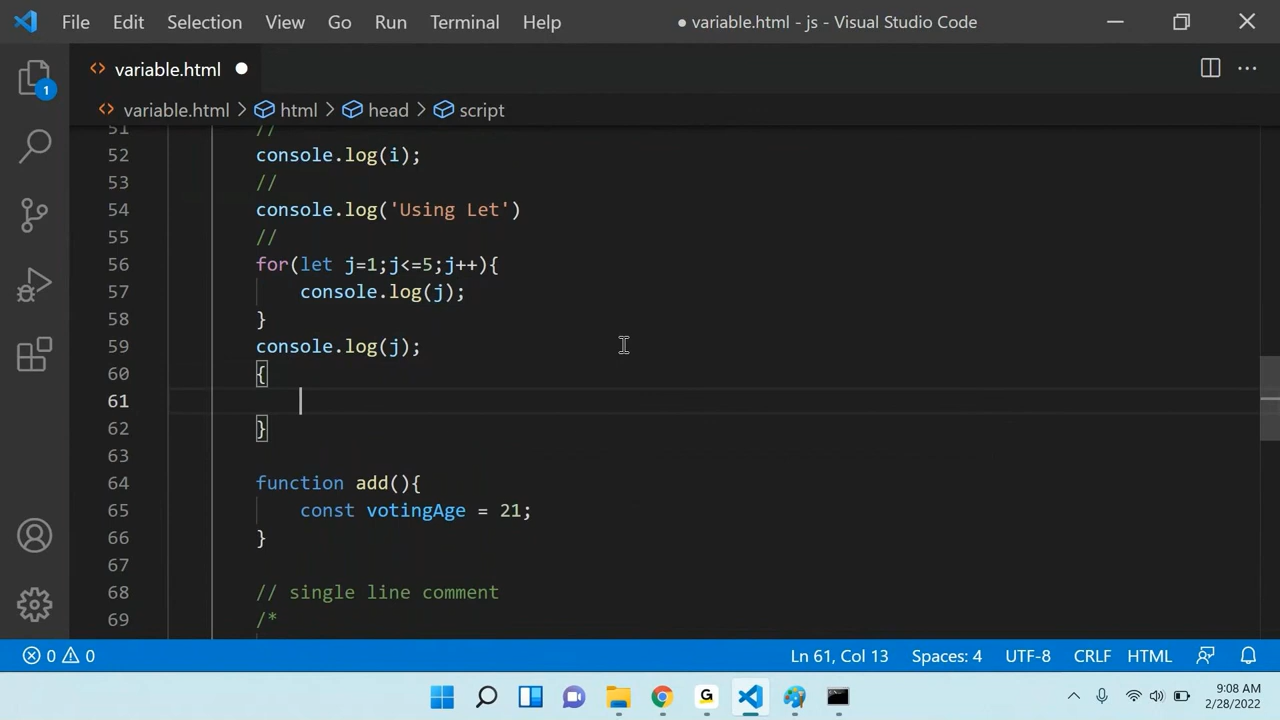 File Edit Selection View Go Run Terminal Help ● variable.html - js - Visual Studio Code
1
<> variable.html ●
<> variable.html > html > head > script
51 //
52 console.log(i);
53 //
54 console.log('Using Let')
55 //
56 for(let j=1;j<=5;j++){
57 console.log(j);
58 }
59 console.log(j);
60 {
61
62 }
63
64 function add(){
65 const votingAge = 21;
66 }
67
68 // single line comment
69 /*
0 0 Ln 61, Col 13 Spaces: 4 UTF-8 CRLF HTML
G
9:08 AM
2/28/2022